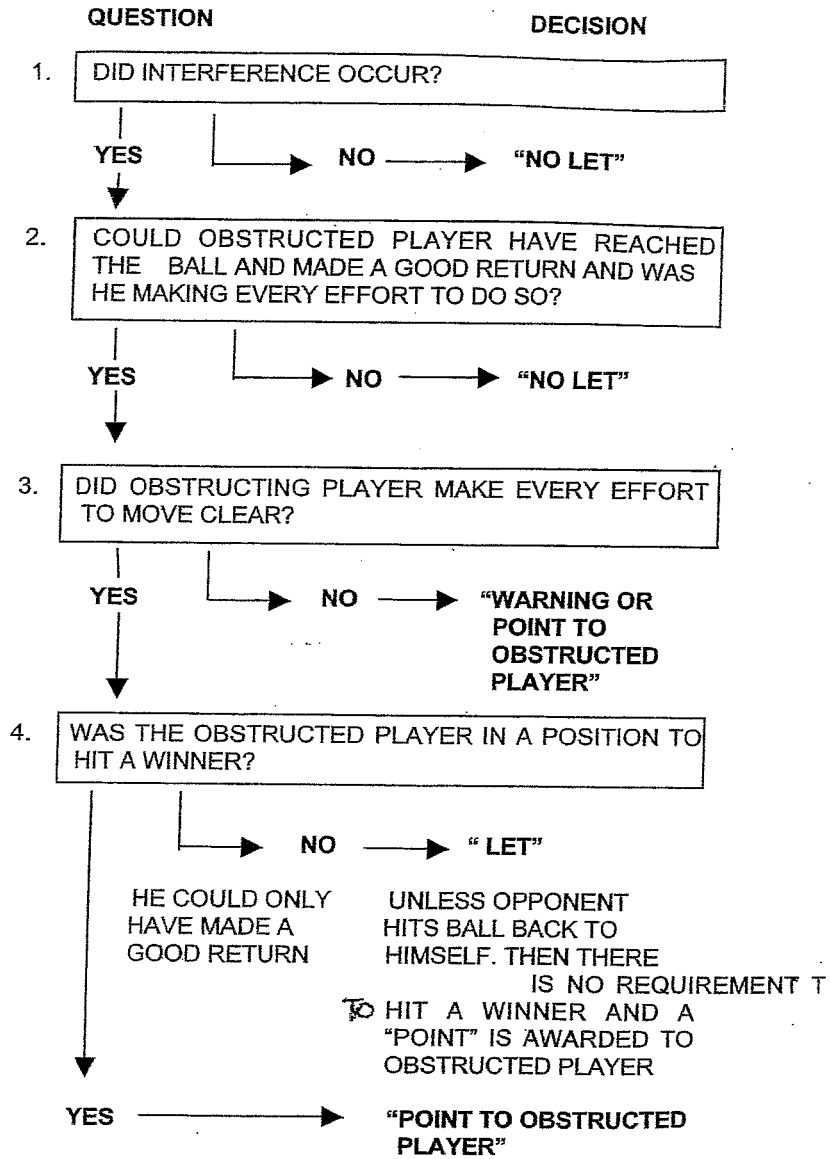 QUESTION DECISION
1. DID INTERFERENCE OCCUR?
YES NO "NO LET"
2. COULD OBSTRUCTED PLAYER HAVE REACHED
THE BALL AND MADE A GOOD RETURN AND WAS
HE MAKING EVERY EFFORT TO DO SO?
YES NO "NO LET"
3. DID OBSTRUCTING PLAYER MAKE EVERY EFFORT
TO MOVE CLEAR?
YES NO "WARNING OR
POINT TO
OBSTRUCTED
PLAYER"
4. WAS THE OBSTRUCTED PLAYER IN A POSITION TO
HIT A WINNER?
NO " LET"
HE COULD ONLY
HAVE MADE A
GOOD RETURN
UNLESS OPPONENT
HITS BALL BACK TO
HIMSELF. THEN THERE
IS NO REQUIREMENT T
TO HIT A WINNER AND A
"POINT" IS AWARDED TO
OBSTRUCTED PLAYER
YES "POINT TO OBSTRUCTED
PLAYER"